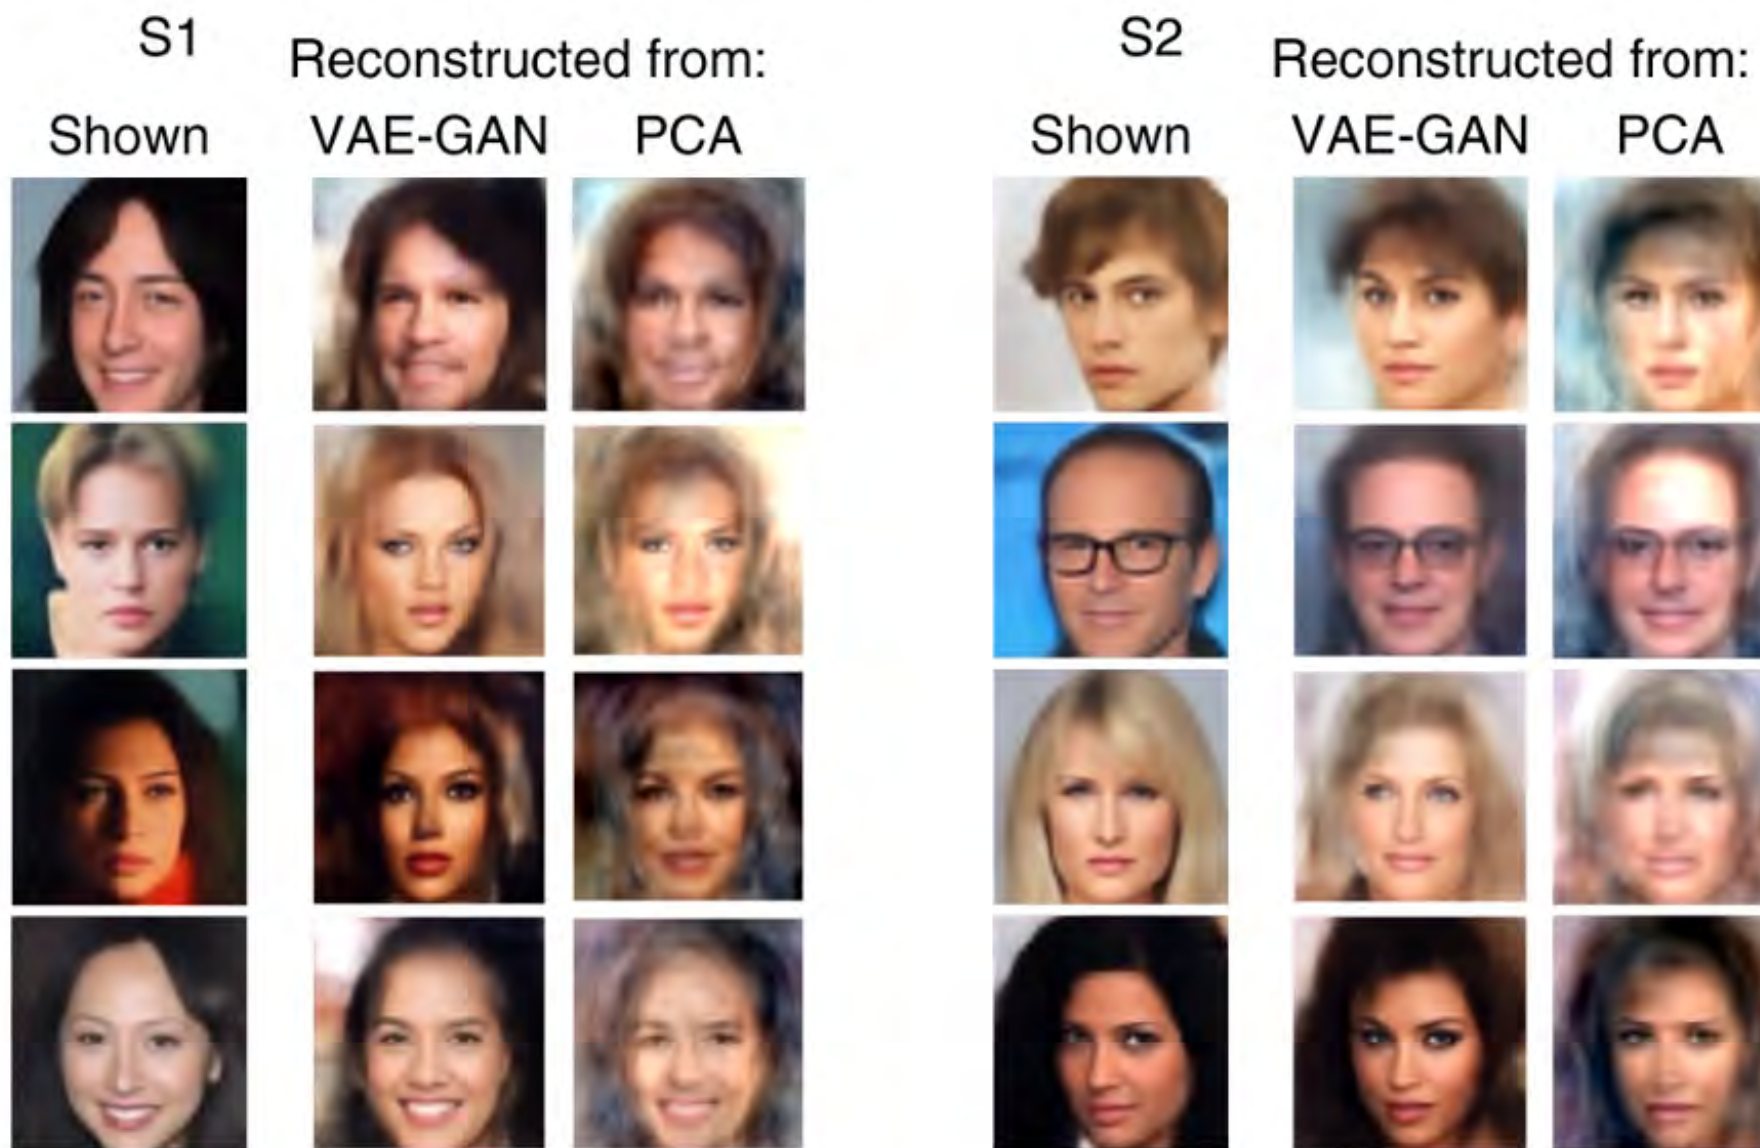 S1
Reconstructed from:
Shown VAE-GAN PCA
S2
Reconstructed from:
Shown VAE-GAN PCA